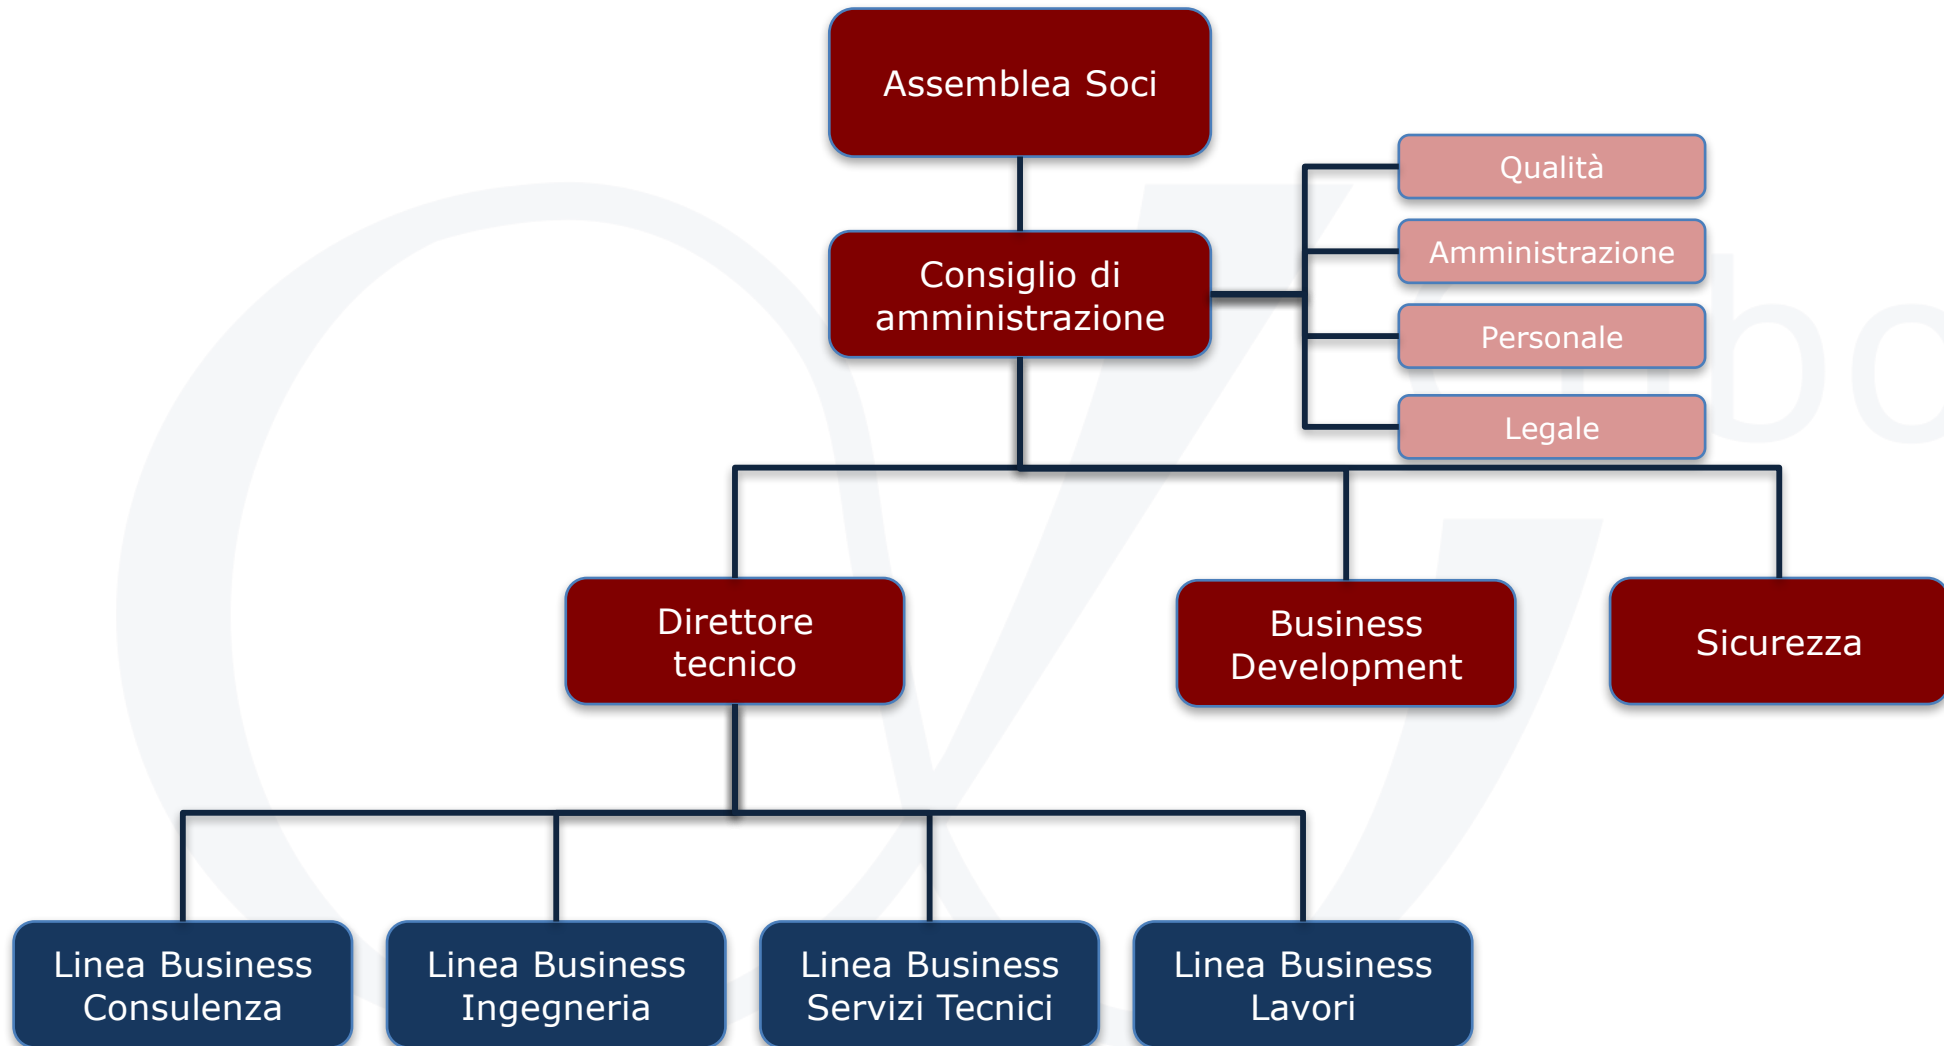 Assemblea Soci
Qualità
Amministrazione
Consiglio di
amministrazione
Personale
Legale
Direttore
tecnico
Business
Development
Sicurezza
Linea Business
Consulenza
Linea Business
Ingegneria
Linea Business
Servizi Tecnici
Linea Business
Lavori